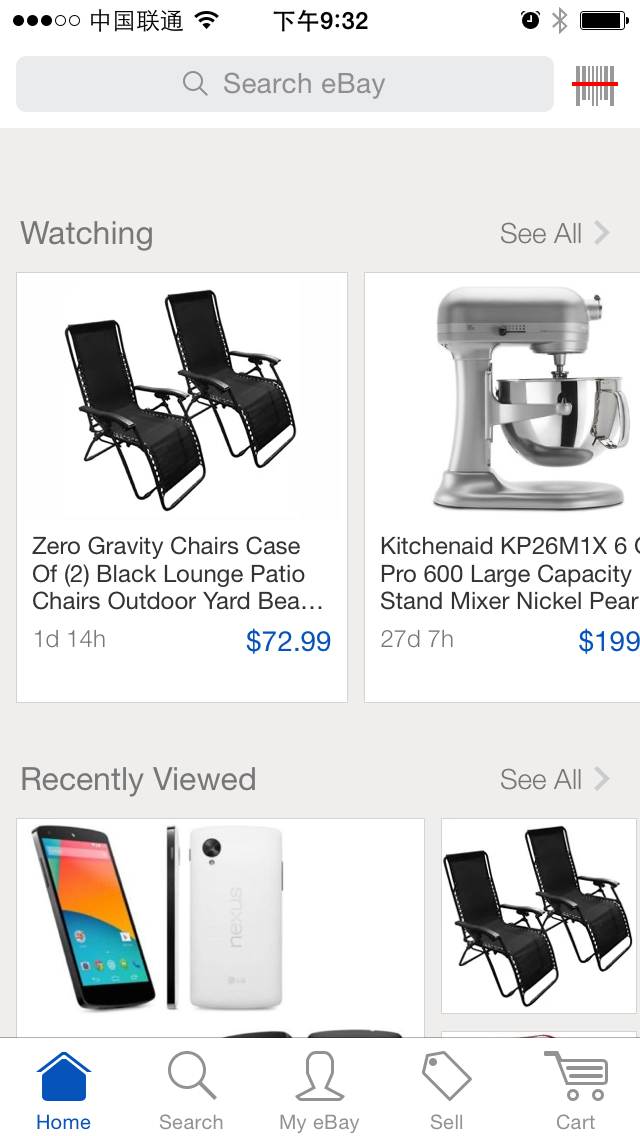 中国联通 下午9:32
Search eBay
Watching See All
Zero Gravity Chairs Case
Of (2) Black Lounge Patio
Chairs Outdoor Yard Bea…
1d 14h $72.99
Kitchenaid KP26M1X 6
Pro 600 Large Capacity
Stand Mixer Nickel Pear
27d 7h $199
Recently Viewed See All
nexus
LG
Home Search My eBay Sell Cart